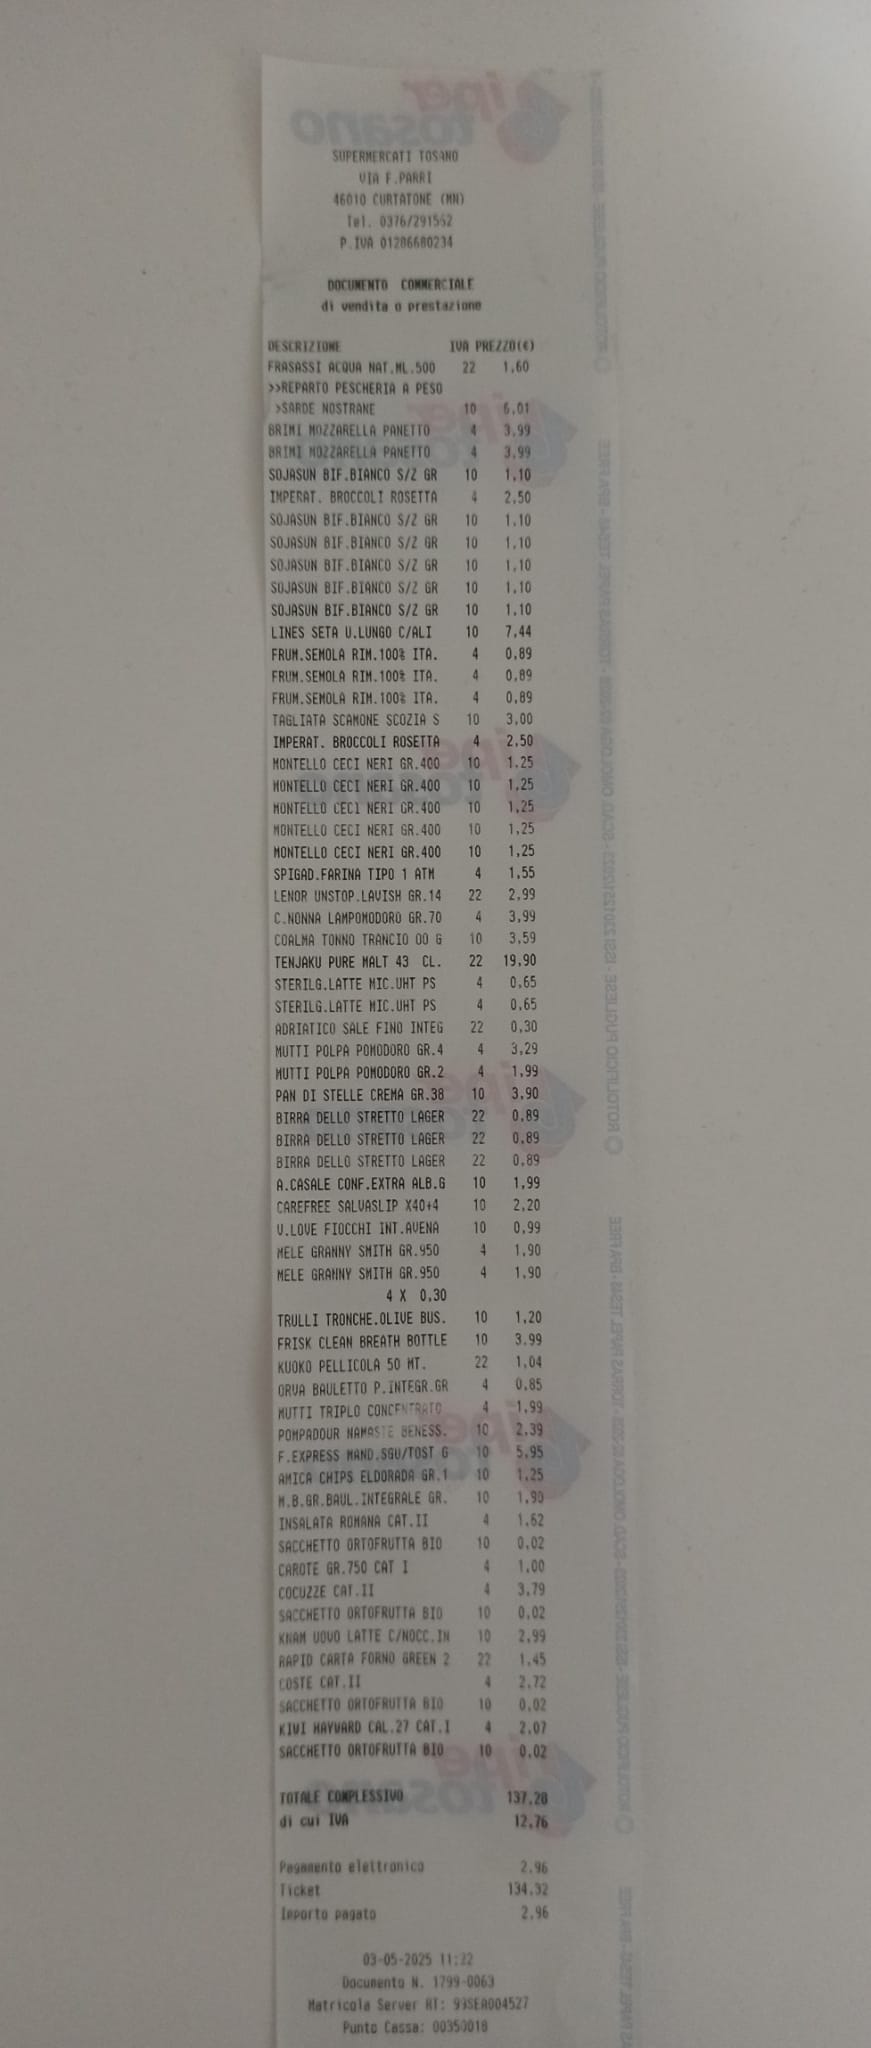 iper
tosano
SUPERMERCATI TOSANO
VIA F.PARRI
46010 CURTATONE (MN)
Tel. 0376/291552
P.IVA 01286680234
DOCUMENTO COMMERCIALE
di vendita o prestazione
DESCRIZIONE IVA PREZZO(€)
FRASASSI ACQUA NAT.ML.500 22 1,60
>>REPARTO PESCHERIA A PESO
>SARDE NOSTRANE 10 6,01
BRIMI MOZZARELLA PANETTO 4 3,99
BRIMI MOZZARELLA PANETTO 4 3,99
SOJASUN BIF.BIANCO S/Z GR 10 1,10
IMPERAT. BROCCOLI ROSETTA 4 2,50
SOJASUN BIF.BIANCO S/Z GR 10 1,10
SOJASUN BIF.BIANCO S/Z GR 10 1,10
SOJASUN BIF.BIANCO S/Z GR 10 1,10
SOJASUN BIF.BIANCO S/Z GR 10 1,10
SOJASUN BIF.BIANCO S/Z GR 10 1,10
LINES SETA U.LUNGO C/ALI 10 7,44
FRUM.SEMOLA RIM.100% ITA. 4 0,89
FRUM.SEMOLA RIM.100% ITA. 4 0,89
FRUM.SEMOLA RIM.100% ITA. 4 0,89
TAGLIATA SCAMONE SCOZIA S 10 3,00
IMPERAT. BROCCOLI ROSETTA 4 2,50
MONTELLO CECI NERI GR.400 10 1,25
MONTELLO CECI NERI GR.400 10 1,25
MONTELLO CECI NERI GR.400 10 1,25
MONTELLO CECI NERI GR.400 10 1,25
MONTELLO CECI NERI GR.400 10 1,25
SPIGAD.FARINA TIPO 1 ATM 4 1,55
LENOR UNSTOP.LAVISH GR.14 22 2,99
C.NONNA LAMPOMODORO GR.70 4 3,99
COALMA TONNO TRANCIO OO G 10 3,59
TENJAKU PURE MALT 43 CL. 22 19,90
STERILG.LATTE MIC.UHT PS 4 0,65
STERILG.LATTE MIC.UHT PS 4 0,65
ADRIATICO SALE FINO INTEG 22 0,30
MUTTI POLPA POMODORO GR.4 4 3,29
MUTTI POLPA POMODORO GR.2 4 1,99
PAN DI STELLE CREMA GR.38 10 3,90
BIRRA DELLO STRETTO LAGER 22 0,89
BIRRA DELLO STRETTO LAGER 22 0,89
BIRRA DELLO STRETTO LAGER 22 0,89
A.CASALE CONF.EXTRA ALB.G 10 1,99
CAREFREE SALVASLIP X40+4 10 2,20
V.LOVE FIOCCHI INT.AVENA 10 0,99
MELE GRANNY SMITH GR.950 4 1,90
MELE GRANNY SMITH GR.950 4 1,90
4 X 0,30
TRULLI TRONCHE.OLIVE BUS. 10 1,20
FRISK CLEAN BREATH BOTTLE 10 3,99
KUOKO PELLICOLA 50 MT. 22 1,04
ORVA BAULETTO P.INTEGR.GR 4 0,85
MUTTI TRIPLO CONCENTRATO 4 1,99
POMPADOUR NAMASTE BENESS. 10 2,39
F.EXPRESS MAND.SGU/TOST G 10 5,95
AMICA CHIPS ELDORADA GR.1 10 1,25
M.B.GR.BAUL.INTEGRALE GR. 10 1,90
INSALATA ROMANA CAT.II 4 1,62
SACCHETTO ORTOFRUTTA BIO 10 0,02
CAROTE GR.750 CAT I 4 1,00
COCUZZE CAT.II 4 3,79
SACCHETTO ORTOFRUTTA BIO 10 0,02
KNAM UOVO LATTE C/NOCC.IN 10 2,99
RAPID CARTA FORNO GREEN 2 22 1,45
COSTE CAT.II 4 2,72
SACCHETTO ORTOFRUTTA BIO 10 0,02
KIWI HAYWARD CAL.27 CAT.I 4 2,07
SACCHETTO ORTOFRUTTA BIO 10 0,02
TOTALE COMPLESSIVO 137,28
di cui IVA 12,76
Pagamento elettronico 2,96
Ticket 134,32
Importo pagato 2,96
03-05-2025 11:22
Documento N. 1799-0063
Matricola Server RT: 93SEA004527
Punto Cassa: 00350018